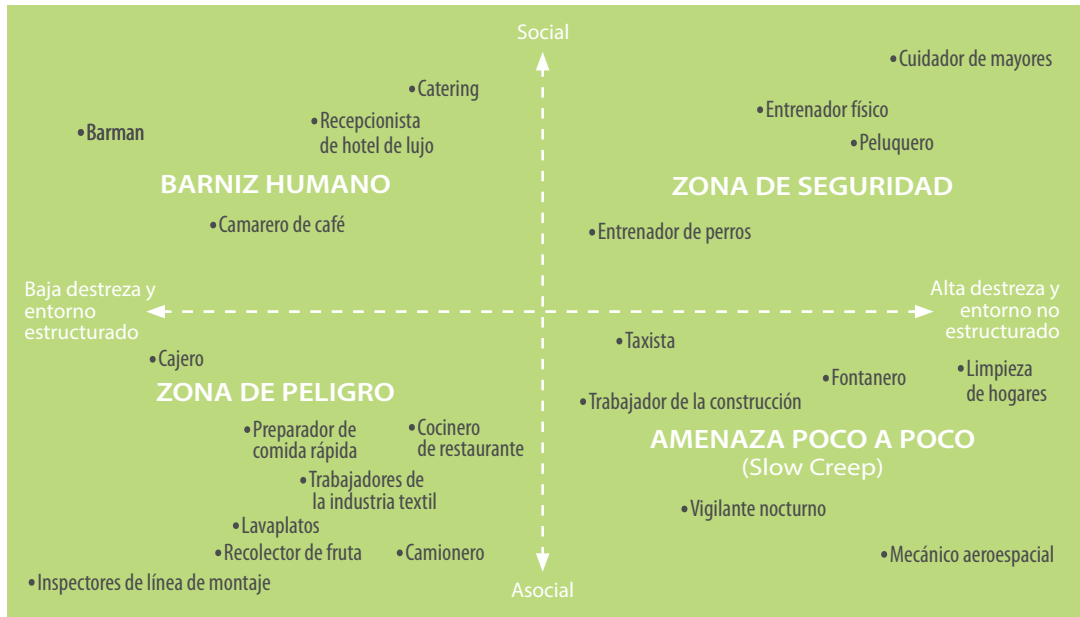 Social
• Cuidador de mayores
• Catering
• Entrenador físico
• Recepcionista
de hotel de lujo
• Barman
• Peluquero
BARNIZ HUMANO
ZONA DE SEGURIDAD
• Camarero de café
• Entrenador de perros
Baja destreza y
entorno
estructurado
Alta destreza y
entorno no
estructurado
• Taxista
• Cajero
• Limpieza
de hogares
• Fontanero
ZONA DE PELIGRO
• Trabajador de la construcción
• Preparador de
comida rápida
• Cocinero
de restaurante
AMENAZA POCO A POCO
(Slow Creep)
• Trabajadores de
la industria textil
• Vigilante nocturno
• Lavaplatos
• Recolector de fruta
• Camionero
• Mecánico aeroespacial
• Inspectores de línea de montaje
Asocial